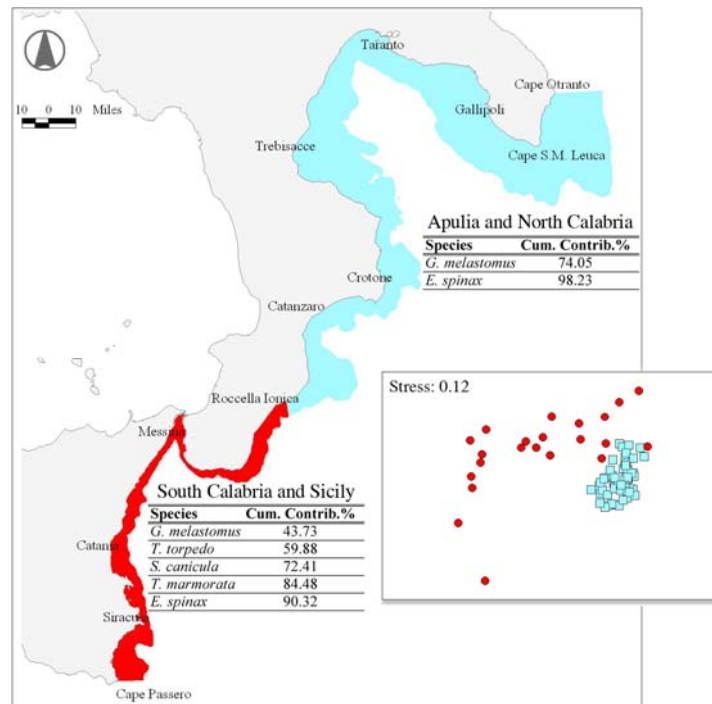 Taranto
Cape Otranto
10 0 10 Miles
Gallipoli
Trebisacce
Cape S.M. Leuca
Apulia and North Calabria
Species Cum. Contrib.%
G. melastomus 74.05
E. spinax 98.23
Crotone
Catanzaro
Stress: 0.12
Roccella Ionica
Messina
South Calabria and Sicily
Species Cum. Contrib.%
G. melastomus 43.73
T. torpedo 59.88
S. canicula 72.41
T. marmorata 84.48
E. spinax 90.32
Catania
Siracusa
Cape Passero